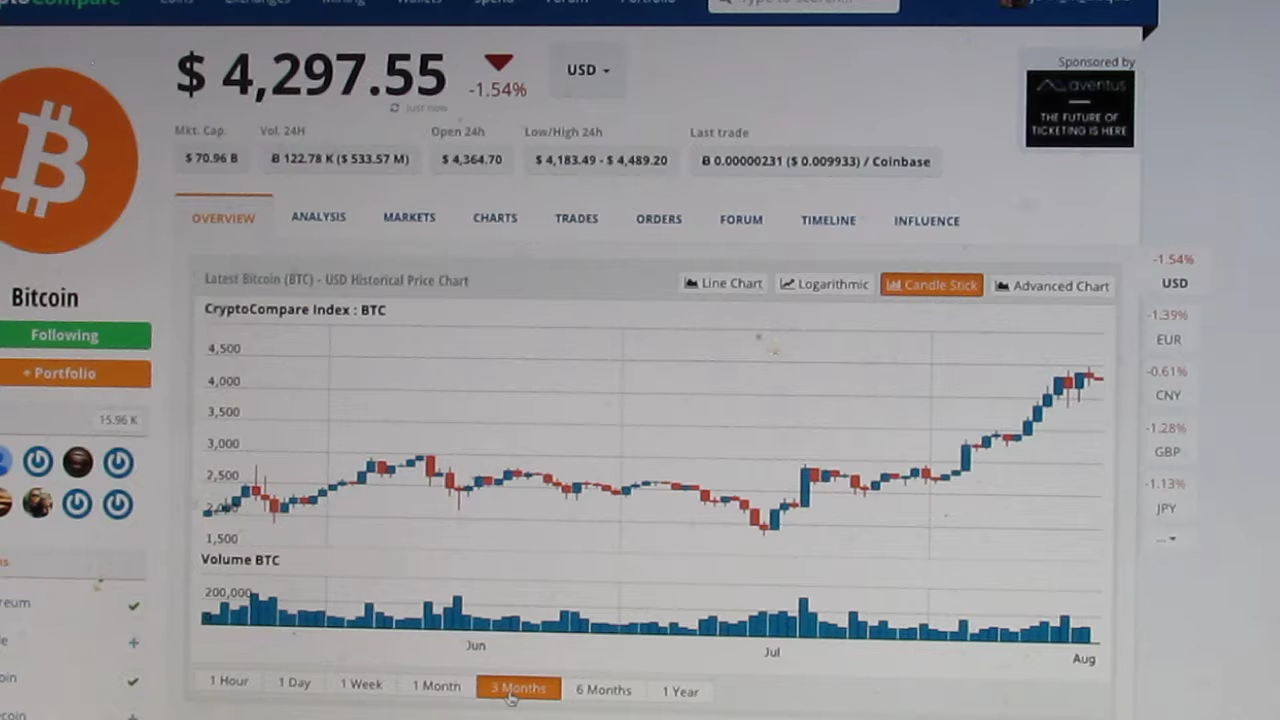 $ 4,297.55
-1.54%
USD
Just now
Mkt. Cap. Vol. 24H Open 24h Low/High 24h Last trade
$ 70.96 B Ƀ 122.78 K ($ 533.57 M) $ 4,364.70 $ 4,183.49 - $ 4,489.20 Ƀ 0.00000231 ($ 0.009933) / Coinbase
Sponsored by
aventus
THE FUTURE OF
TICKETING IS HERE
OVERVIEW ANALYSIS MARKETS CHARTS TRADES ORDERS FORUM TIMELINE INFLUENCE
Bitcoin
Following
+ Portfolio
15.96 K
Latest Bitcoin (BTC) - USD Historical Price Chart
Line Chart Logarithmic Candle Stick Advanced Chart
CryptoCompare Index : BTC
4,500
4,000
3,500
3,000
2,500
2,000
1,500
Volume BTC
200,000
Jun Jul Aug
1 Hour 1 Day 1 Week 1 Month 3 Months 6 Months 1 Year
-1.54%
USD
-1.39%
EUR
-0.61%
CNY
-1.28%
GBP
-1.13%
JPY
...